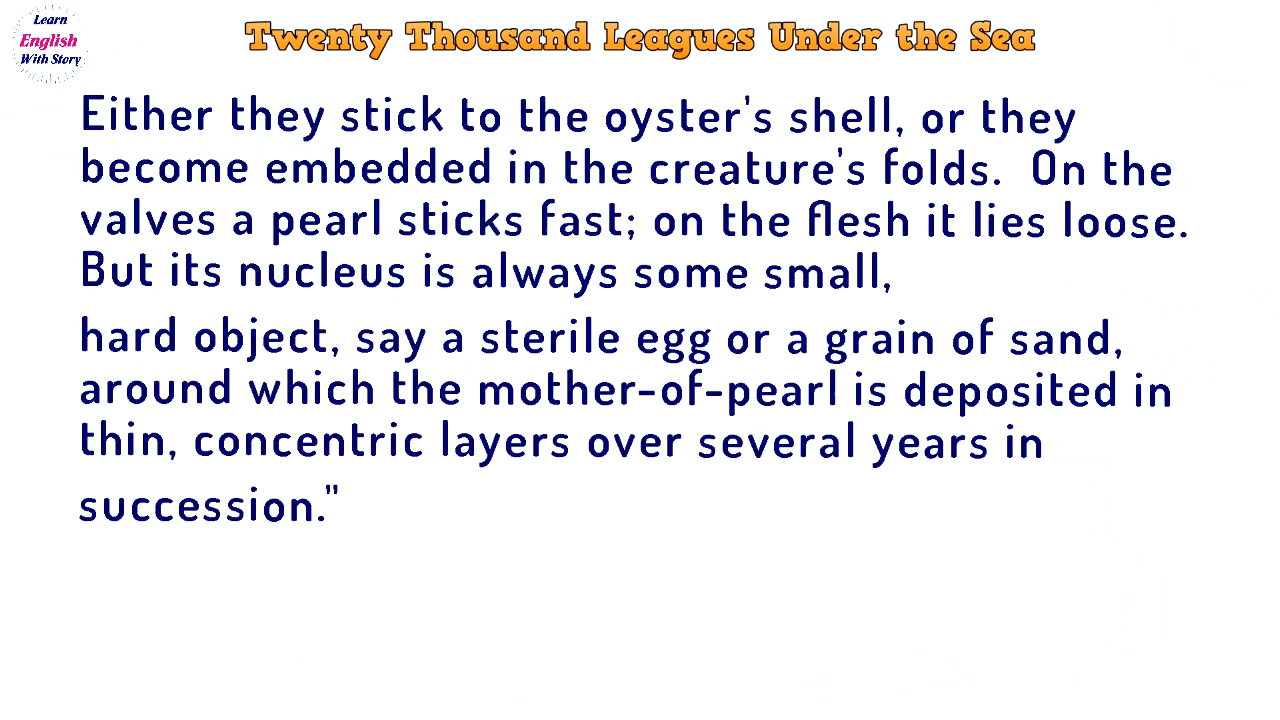 Learn
English
With Story
Twenty Thousand Leagues Under the Sea
Either they stick to the oyster's shell, or they
become embedded in the creature's folds.  On the
valves a pearl sticks fast; on the flesh it lies loose.
But its nucleus is always some small,
hard object, say a sterile egg or a grain of sand,
around which the mother-of-pearl is deposited in
thin, concentric layers over several years in
succession."